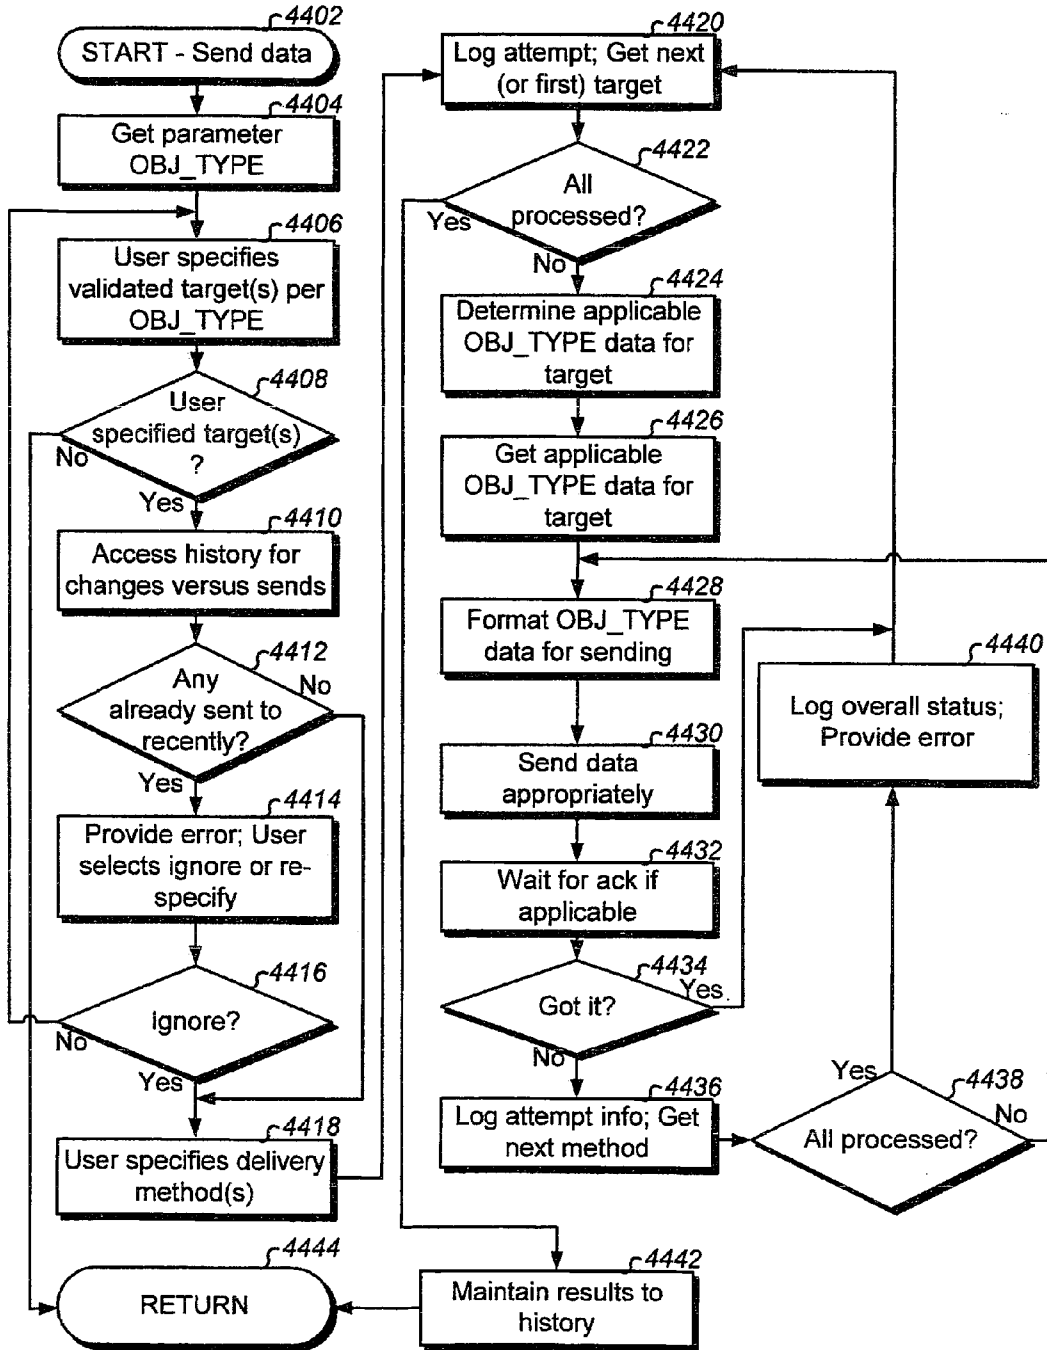 4402
START - Send data
4404
Get parameter
OBJ_TYPE
4406
User specifies
validated target(s) per
OBJ_TYPE
4408
User
specified target(s)
?
No
Yes
4410
Access history for
changes versus sends
4412
Any
already sent to
recently?
No
Yes
4414
Provide error; User
selects ignore or re-
specify
4416
ignore?
No
Yes
4418
User specifies delivery
method(s)
4444
RETURN
4420
Log attempt; Get next
(or first) target
4422
All
processed?
Yes
No
4424
Determine applicable
OBJ_TYPE data for
target
4426
Get applicable
OBJ_TYPE data for
target
4428
Format OBJ_TYPE
data for sending
4430
Send data
appropriately
4432
Wait for ack if
applicable
4434
Got it?
Yes
No
4436
Log attempt info; Get
next method
4438
All processed?
Yes
No
4440
Log overall status;
Provide error
4442
Maintain results to
history